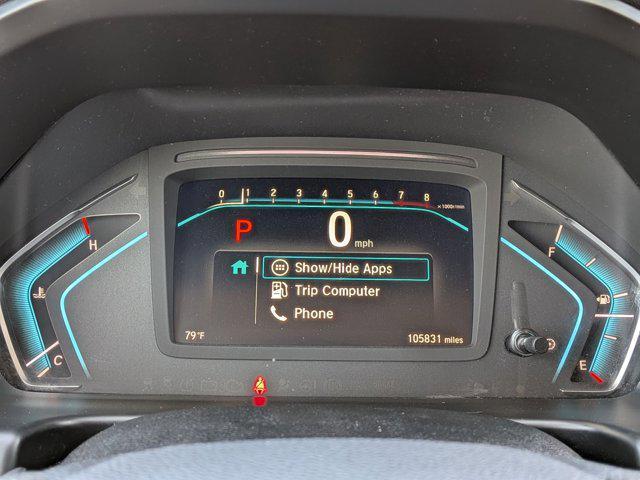 0 1 2 3 4 5 6 7 8
×1000r/min
P 0 mph
H
F
Show/Hide Apps
Trip Computer
Phone
C
E
79°F
105831 miles